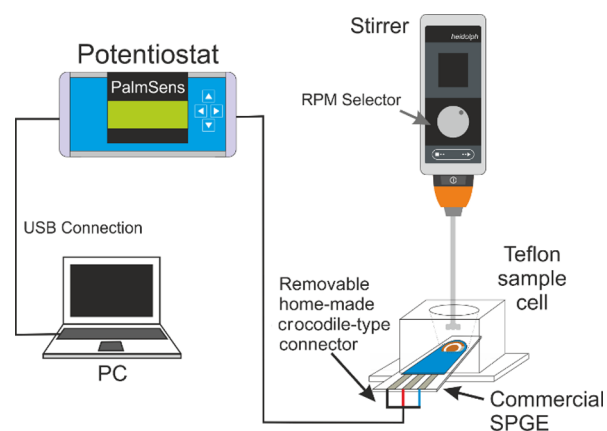 Potentiostat
PalmSens
USB Connection
PC
Stirrer
heidolph
RPM Selector
Teflon
sample
cell
Removable
home-made
crocodile-type
connector
Commercial
SPGE